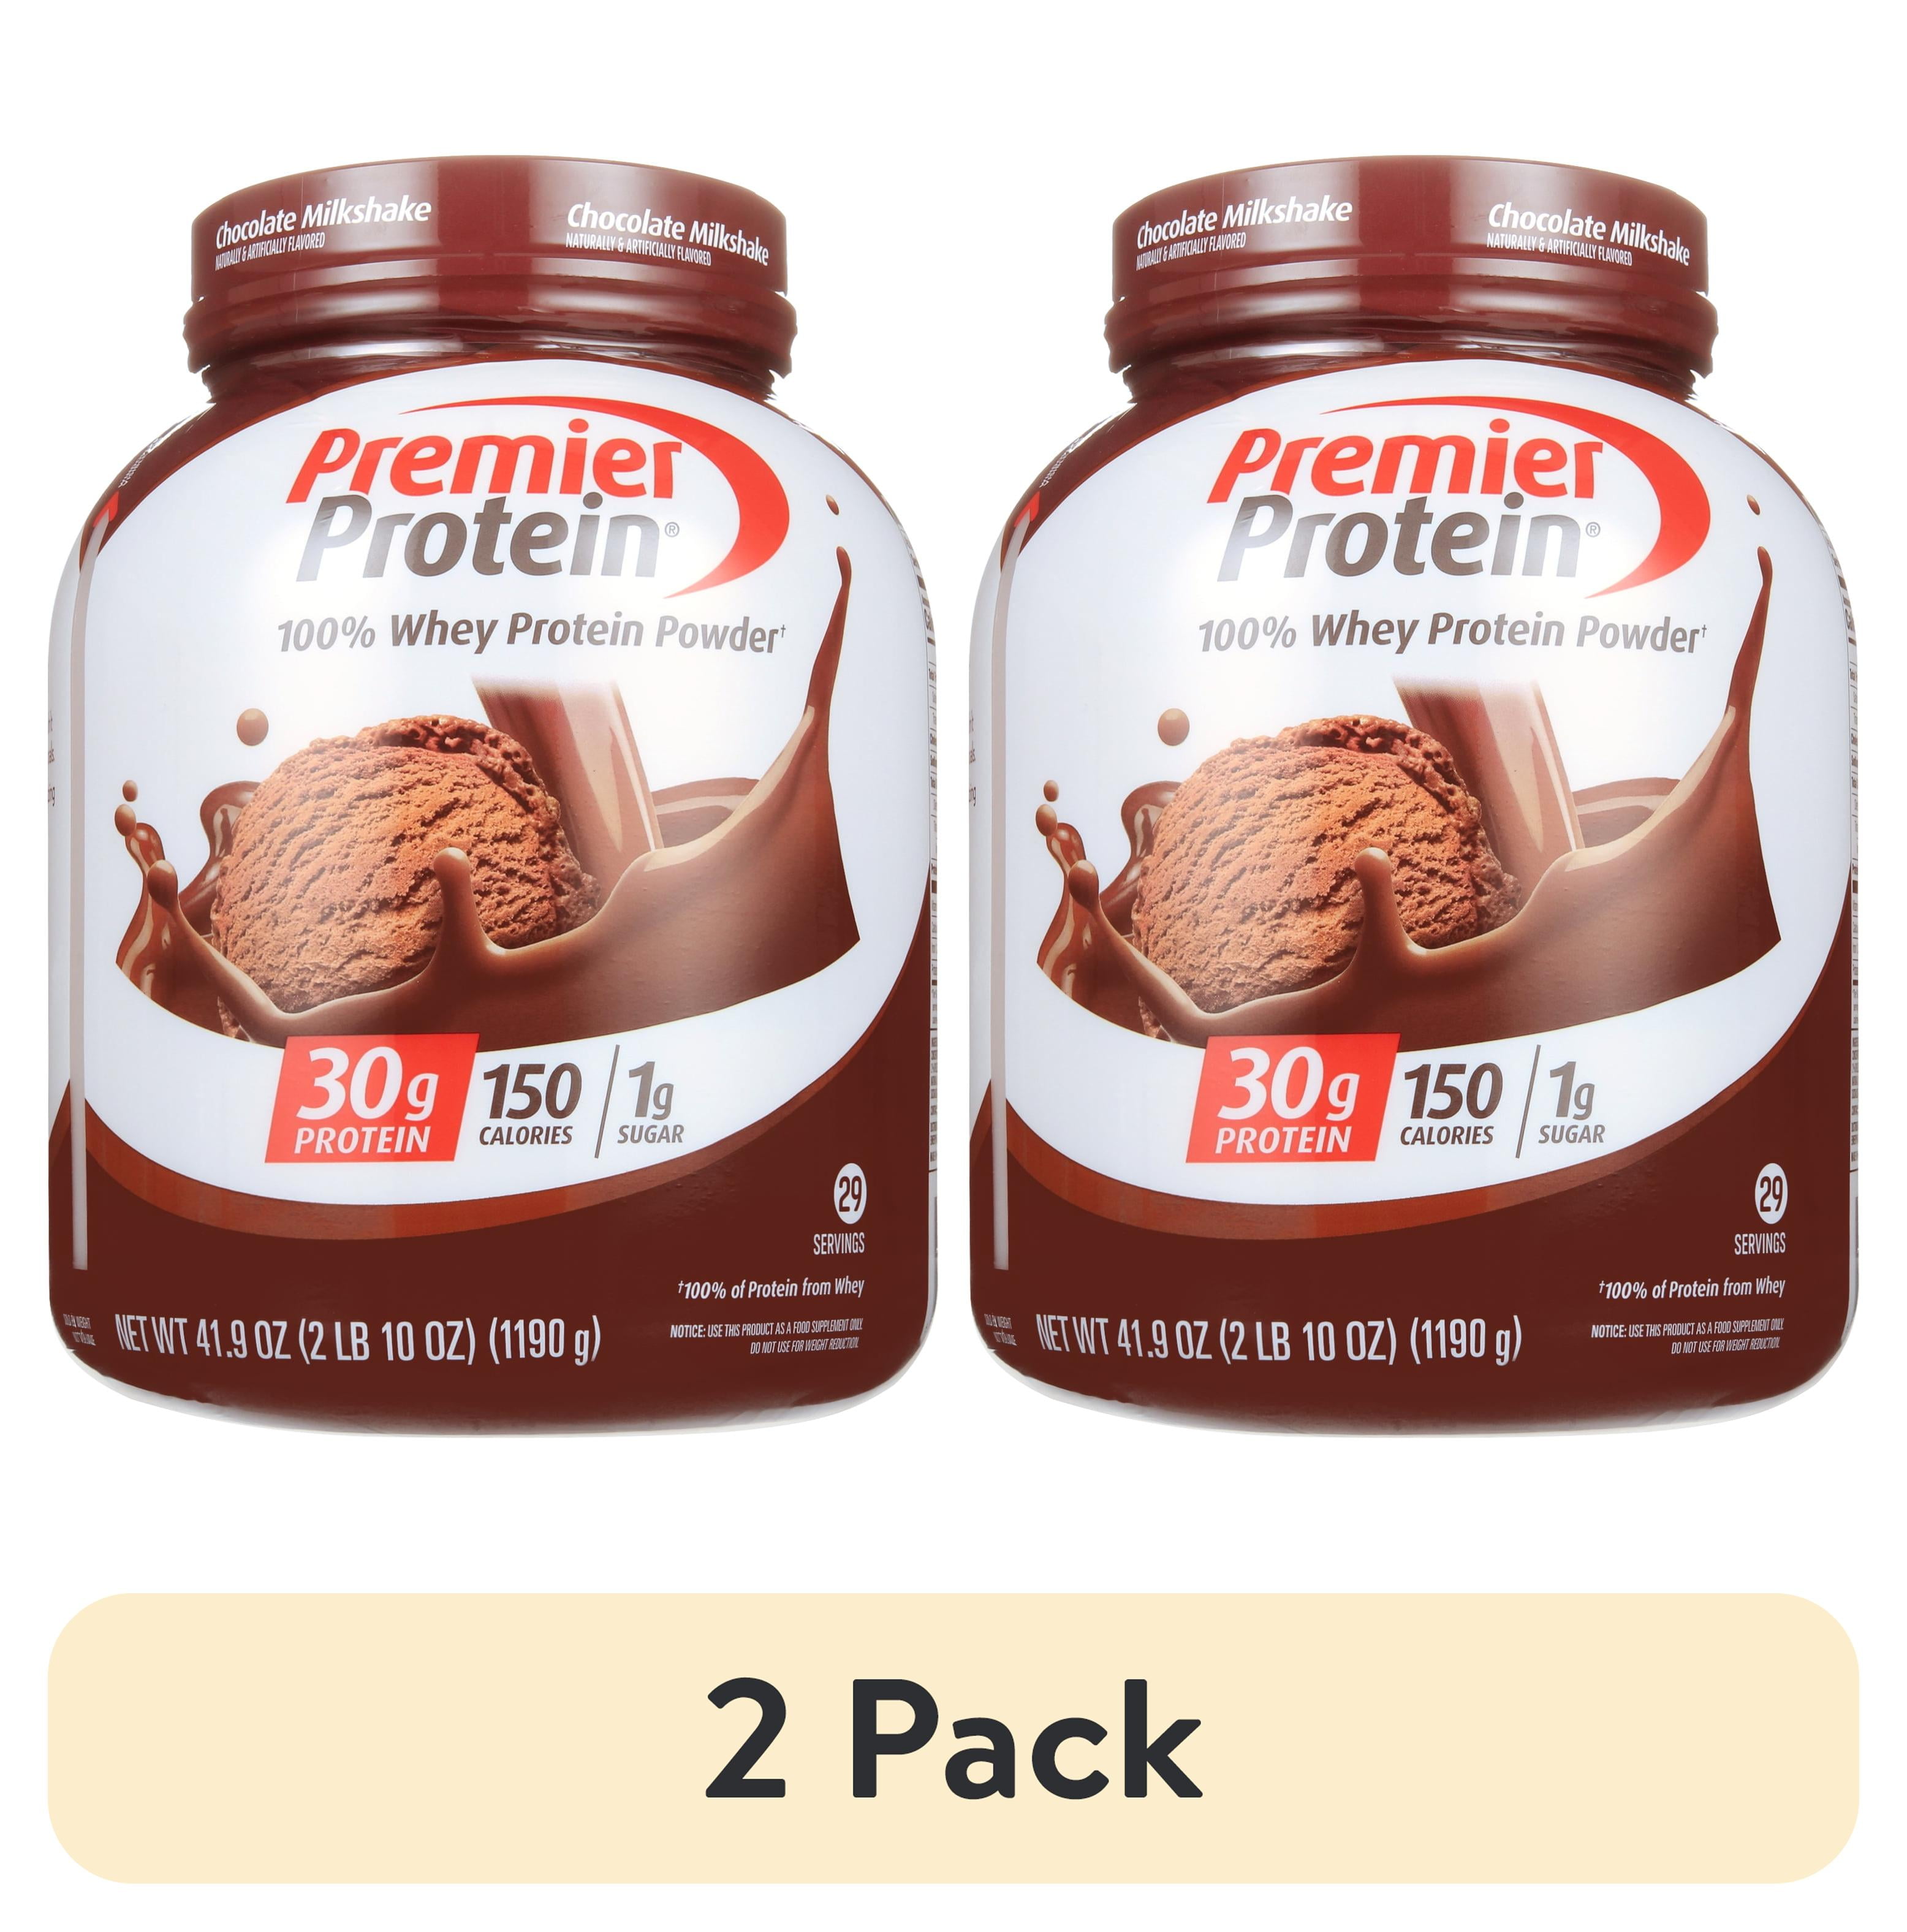 Chocolate Milkshake
NATURALLY & ARTIFICIALLY FLAVORED
Chocolate Milkshake
NATURALLY & ARTIFICIALLY FLAVORED
Premier
Protein®
100% Whey Protein Powder†
30g
PROTEIN
150
CALORIES
1g
SUGAR
29
SERVINGS
†100% of Protein from Whey
NET WT 41.9 OZ (2 LB 10 OZ) (1190 g)
NOTICE: USE THIS PRODUCT AS A FOOD SUPPLEMENT ONLY.
DO NOT USE FOR WEIGHT REDUCTION.
Chocolate Milkshake
NATURALLY & ARTIFICIALLY FLAVORED
Chocolate Milkshake
NATURALLY & ARTIFICIALLY FLAVORED
Premier
Protein®
100% Whey Protein Powder†
30g
PROTEIN
150
CALORIES
1g
SUGAR
29
SERVINGS
†100% of Protein from Whey
NET WT 41.9 OZ (2 LB 10 OZ) (1190 g)
NOTICE: USE THIS PRODUCT AS A FOOD SUPPLEMENT ONLY.
DO NOT USE FOR WEIGHT REDUCTION.
2 Pack